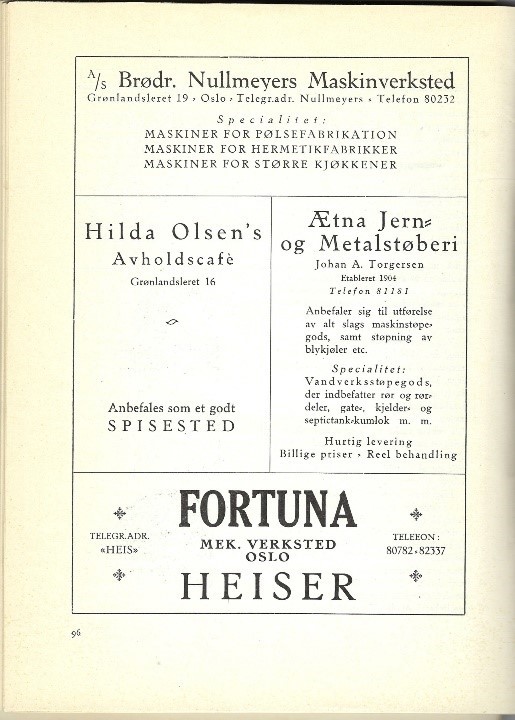 A/s Brødr. Nullmeyers Maskinverksted
Grønlandsleret 19 · Oslo · Telegr.adr. Nullmeyers · Telefon 80232
Specialitet:
MASKINER FOR PØLSEFABRIKATION
MASKINER FOR HERMETIKFABRIKKER
MASKINER FOR STØRRE KJØKKENER
Hilda Olsen's
Avholdscafè
Grønlandsleret 16
Anbefales som et godt
SPISESTED
Ætna Jern-
og Metalstøberi
Johan A. Torgersen
Etableret 1904
Telefon 81181
Anbefaler sig til utførelse
av alt slags maskinstøpe-
gods, samt støpning av
blykjøler etc.
Specialitet:
Vandverksstøpegods,
der indbefatter rør og rør-
deler, gate-, kjelder- og
septictank-kumlok m. m.
Hurtig levering
Billige priser · Reel behandling
FORTUNA
TELEGR.ADR.
«HEIS»
MEK. VERKSTED
OSLO
TELEEON:
80782-82337
HEISER
96